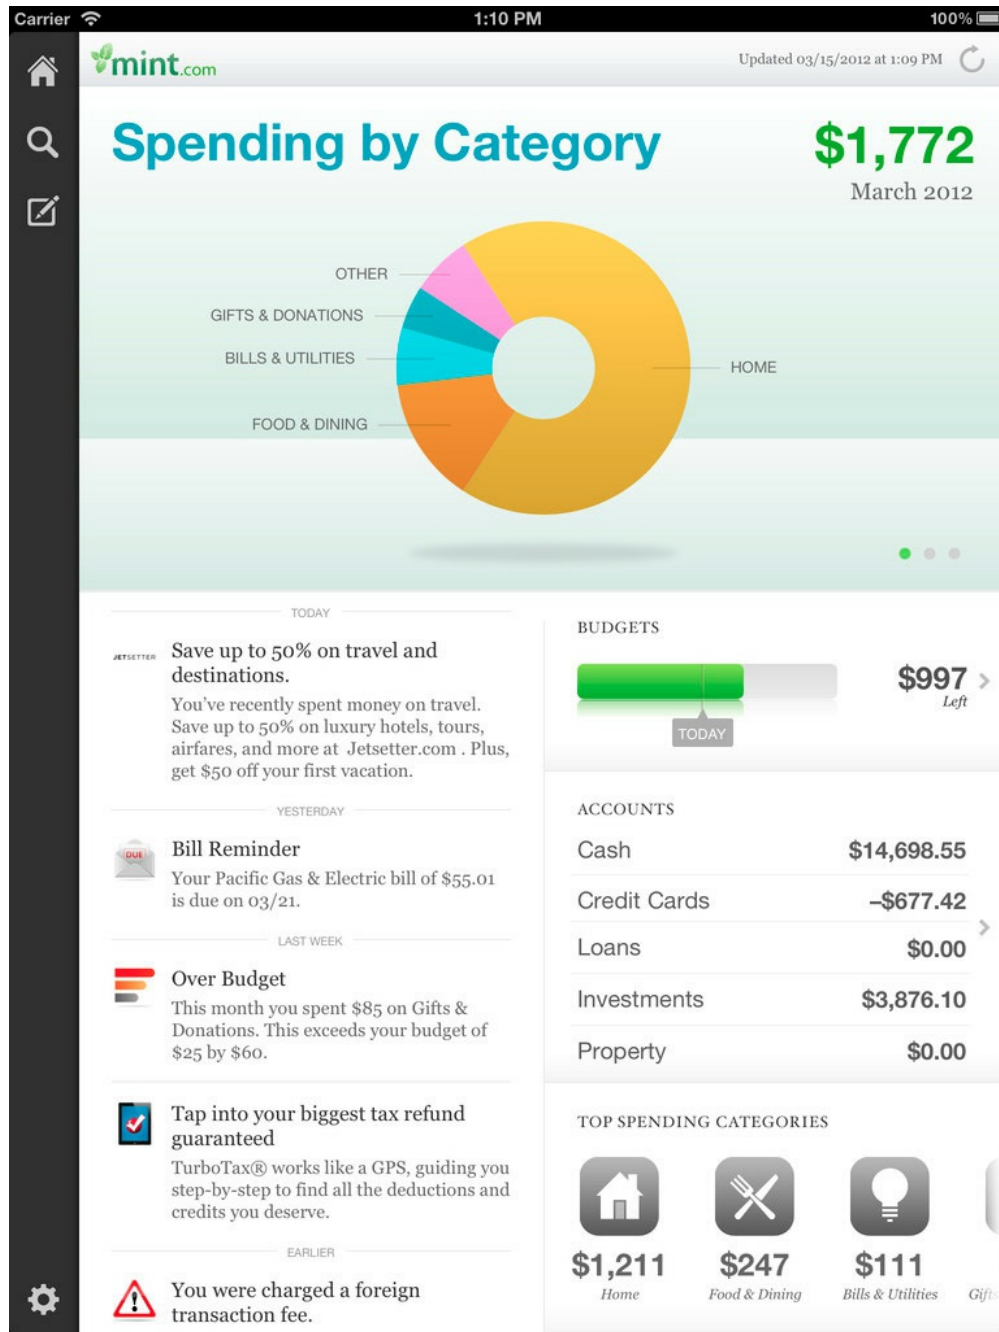 Carrier
1:10 PM
100%
mint.com
Updated 03/15/2012 at 1:09 PM
Spending by Category
$1,772
March 2012
OTHER
GIFTS & DONATIONS
BILLS & UTILITIES
FOOD & DINING
HOME
TODAY
JETSETTER
Save up to 50% on travel and
destinations.
You've recently spent money on travel.
Save up to 50% on luxury hotels, tours,
airfares, and more at Jetsetter.com . Plus,
get $50 off your first vacation.
YESTERDAY
DUE
Bill Reminder
Your Pacific Gas & Electric bill of $55.01
is due on 03/21.
LAST WEEK
Over Budget
This month you spent $85 on Gifts &
Donations. This exceeds your budget of
$25 by $60.
Tap into your biggest tax refund
guaranteed
TurboTax® works like a GPS, guiding you
step-by-step to find all the deductions and
credits you deserve.
EARLIER
You were charged a foreign
transaction fee.
BUDGETS
$997
Left
TODAY
ACCOUNTS
Cash $14,698.55
Credit Cards –$677.42
Loans $0.00
Investments $3,876.10
Property $0.00
TOP SPENDING CATEGORIES
$1,211 $247 $111
Home Food & Dining Bills & Utilities Gifts